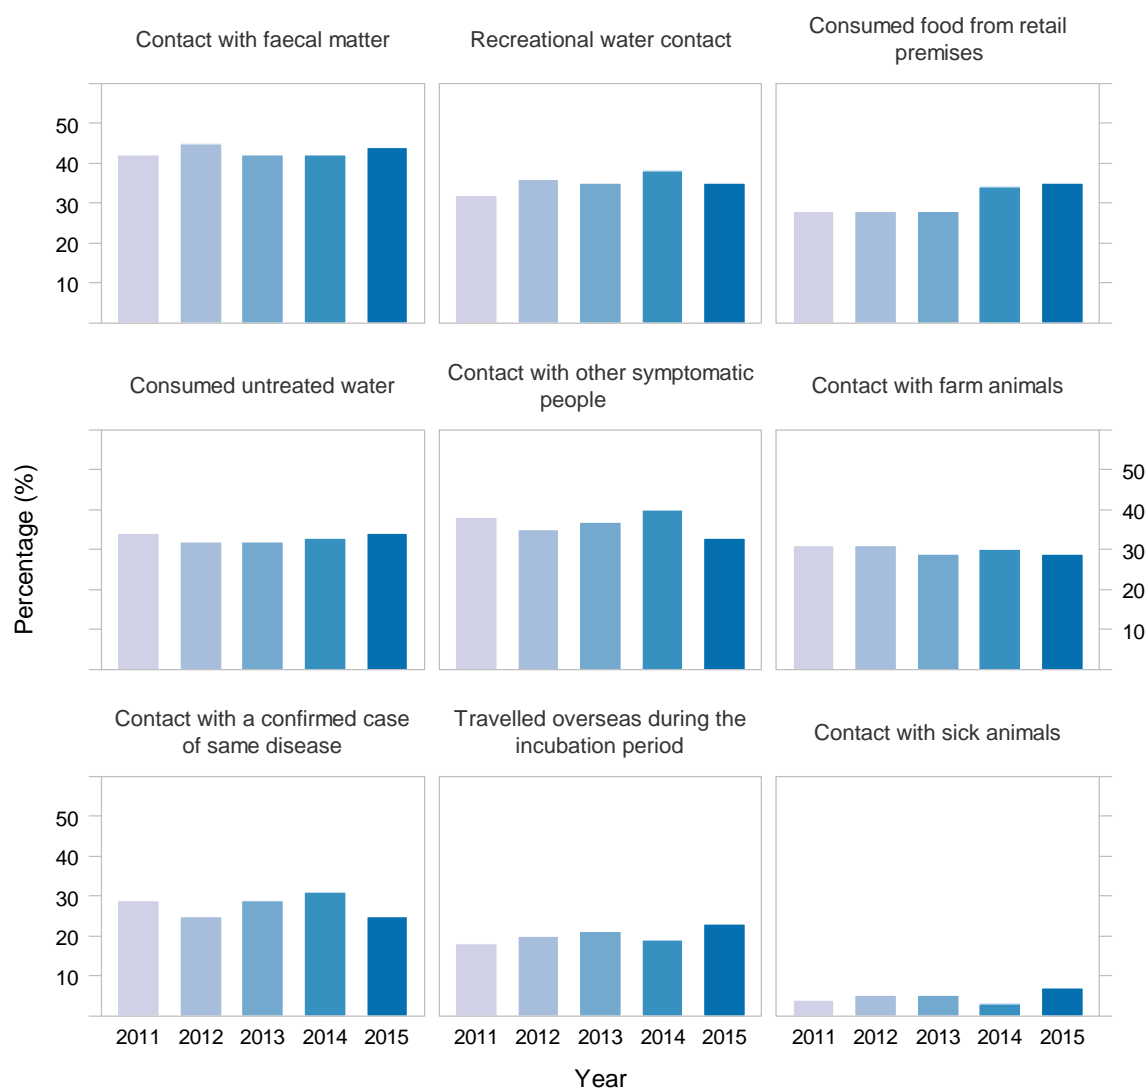 Contact with faecal matter
Recreational water contact
Consumed food from retail
premises
50
40
30
20
10
Consumed untreated water
Contact with other symptomatic
people
Contact with farm animals
Percentage (%)
50
40
30
20
10
Contact with a confirmed case
of same disease
Travelled overseas during the
incubation period
Contact with sick animals
50
40
30
20
10
2011 2012 2013 2014 2015
2011 2012 2013 2014 2015
2011 2012 2013 2014 2015
Year